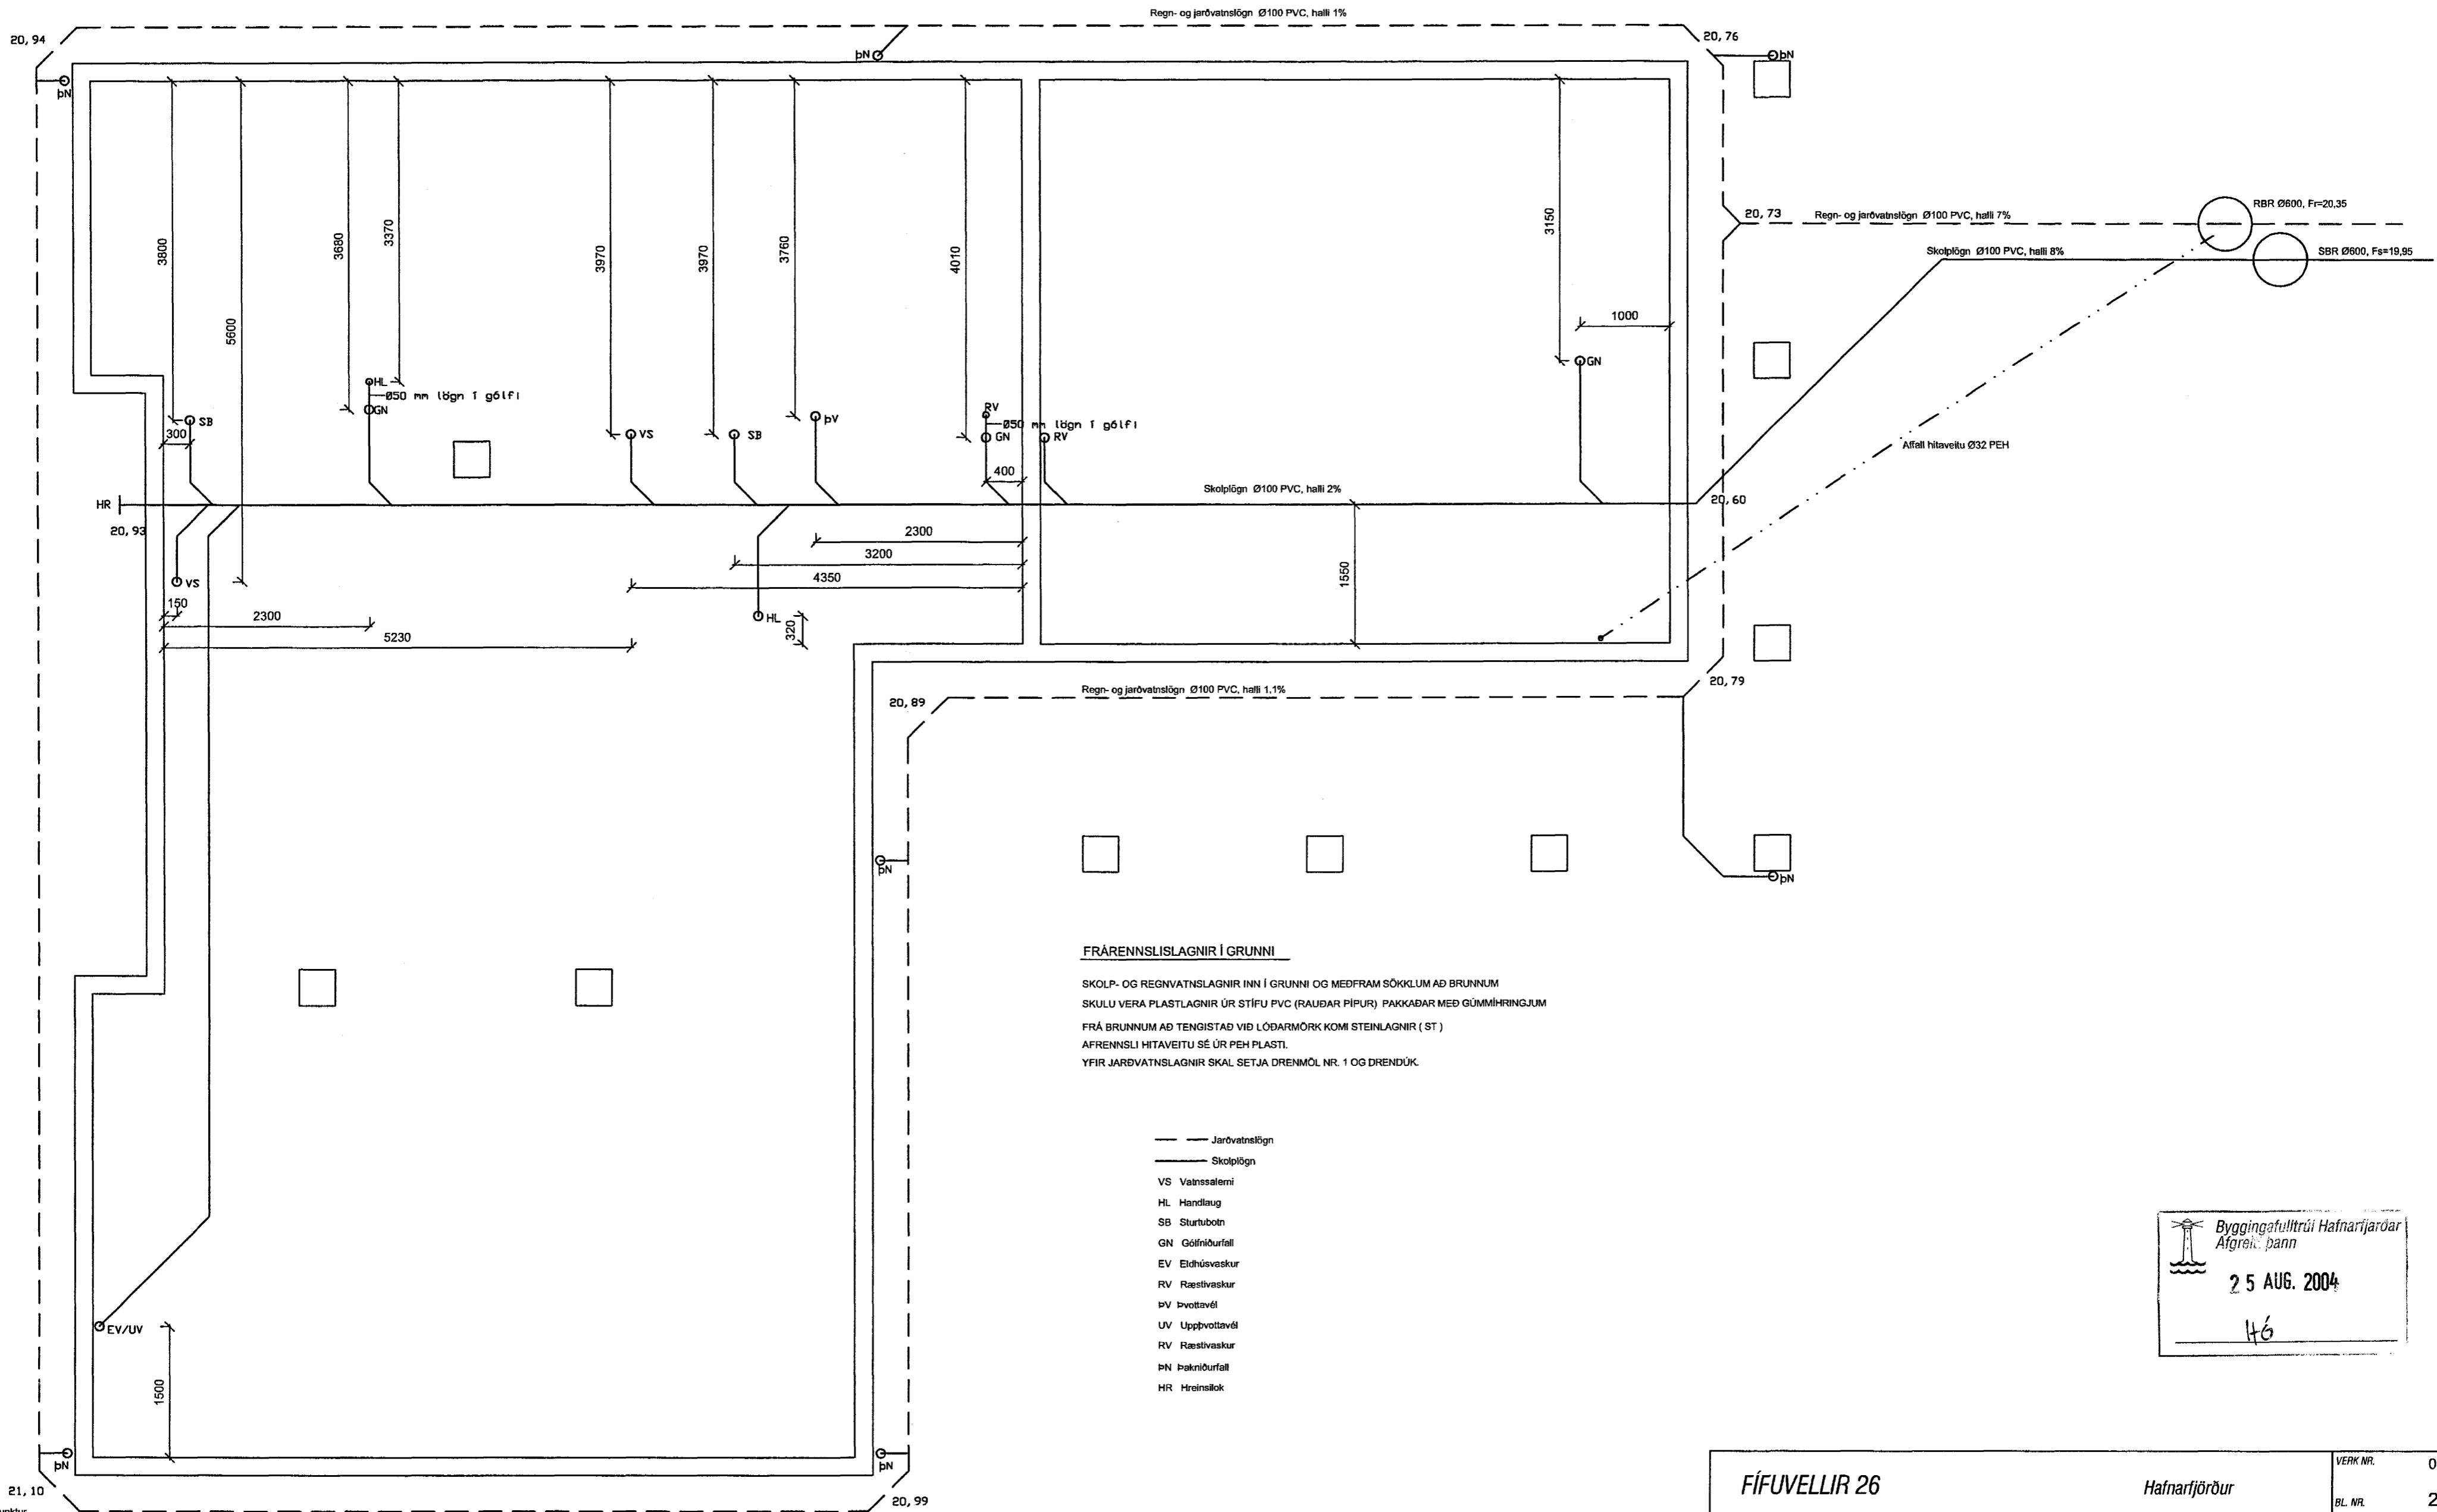 Regn- og jarðvatnslögn Ø100 PVC, halli 1%
20,94
þN
20,76
þN
þN
3800
5600
3680
3370
3970
3970
3760
4010
3150
1000
20,73
Regn- og jarðvatnslögn Ø100 PVC, halli 7%
RBR Ø600, Fr=20,35
Skolplögn Ø100 PVC, halli 8%
SBR Ø600, Fs=19,95
HL
Ø50 mm lögn í gólfi
GN
GN
SB
300
VS
SB
þV
RV
Ø50 mm lögn í gólfi
GN
RV
400
Affall hitaveitu Ø32 PEH
HR
20,93
Skolplögn Ø100 PVC, halli 2%
20,60
2300
3200
4350
1550
VS
150
2300
5230
HL
320
Regn- og jarðvatnslögn Ø100 PVC, halli 1,1%
20,89
20,79
þN
þN
FRÁRENNSLISLAGNIR Í GRUNNI
SKOLP- OG REGNVATNSLAGNIR INN Í GRUNNI OG MEÐFRAM SÖKKLUM AÐ BRUNNUM
SKULU VERA PLASTLAGNIR ÚR STÍFU PVC (RAUÐAR PÍPUR) PAKKAÐAR MEÐ GÚMMÍHRINGJUM
FRÁ BRUNNUM AÐ TENGISTAÐ VIÐ LÓÐARMÖRK KOMI STEINLAGNIR ( ST )
AFRENNSLI HITAVEITU SÉ ÚR PEH PLASTI.
YFIR JARÐVATNSLAGNIR SKAL SETJA DRENMÖL NR. 1 OG DRENDÚK.
Jarðvatnslögn
Skolplögn
VS Vatnssalerni
HL Handlaug
SB Sturtubotn
GN Gólfniðurfall
EV Eldhúsvaskur
RV Ræstivaskur
ÞV Þvottavél
UV Uppþvottavél
RV Ræstivaskur
ÞN Þakniðurfall
HR Hreinsilok
EV/UV
1500
þN
þN
21,10
20,99
Byggingafulltrúi Hafnarfjarðar
þann
25 AUG. 2004
HÓ
FÍFUVELLIR 26
Hafnarfjörður
VERK NR.
BL. NR.